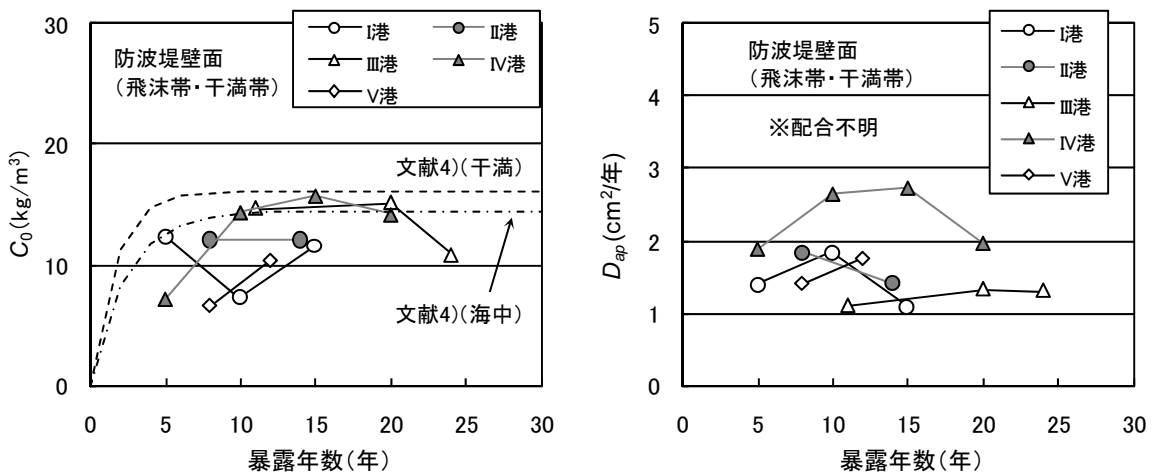 30
20
10
0
C₀(kg/m³)
防波堤壁面
(飛沫帯・干満帯)
Ⅰ港
Ⅱ港
Ⅲ港
Ⅳ港
Ⅴ港
文献4)(干満)
文献4)(海中)
0 5 10 15 20 25 30
暴露年数(年)
5
4
3
2
1
0
Dap(cm²/年)
防波堤壁面
(飛沫帯・干満帯)
※配合不明
Ⅰ港
Ⅱ港
Ⅲ港
Ⅳ港
Ⅴ港
0 5 10 15 20 25 30
暴露年数(年)